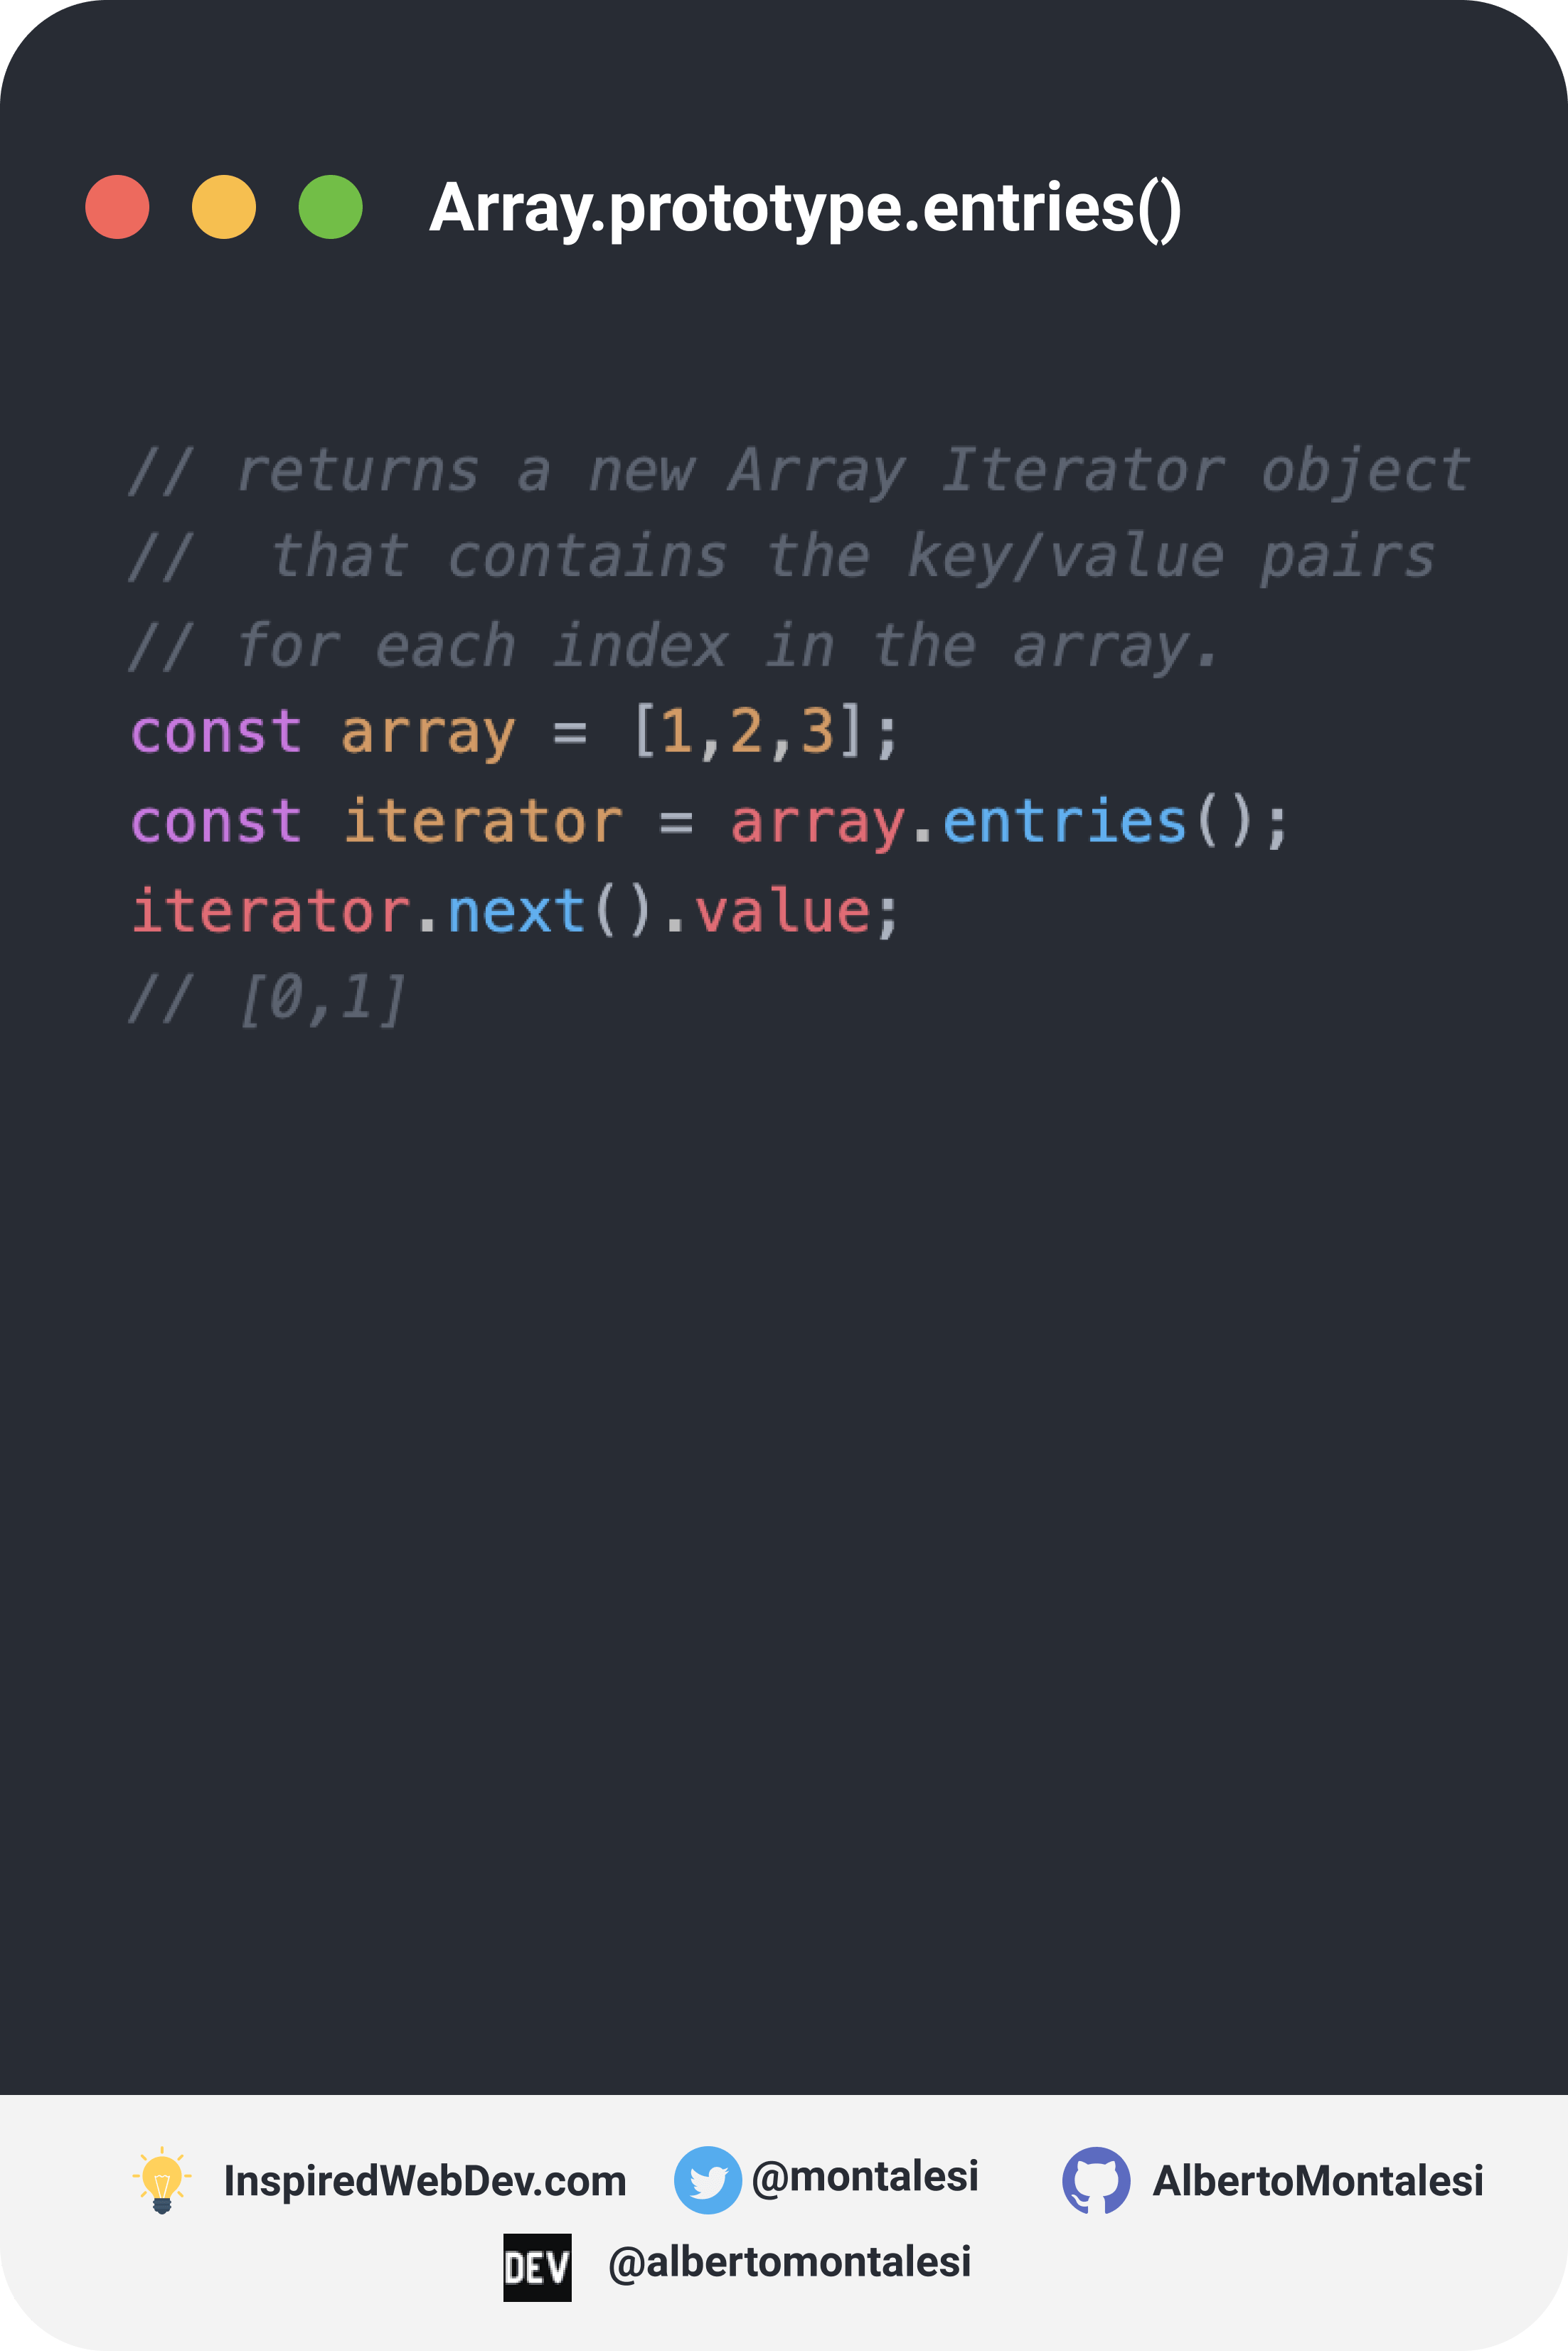 Array.prototype.entries()
// returns a new Array Iterator object
//  that contains the key/value pairs
// for each index in the array.
const array = [1,2,3];
const iterator = array.entries();
iterator.next().value;
// [0,1]
InspiredWebDev.com @montalesi AlbertoMontalesi
DEV @albertomontalesi